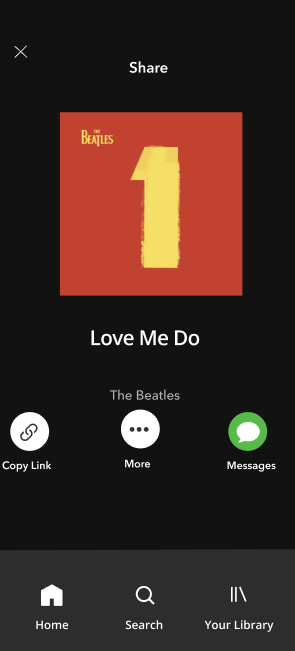 Share
THE
BEATLES
1
Love Me Do
The Beatles
Copy Link
More
Messages
Home
Search
Your Library